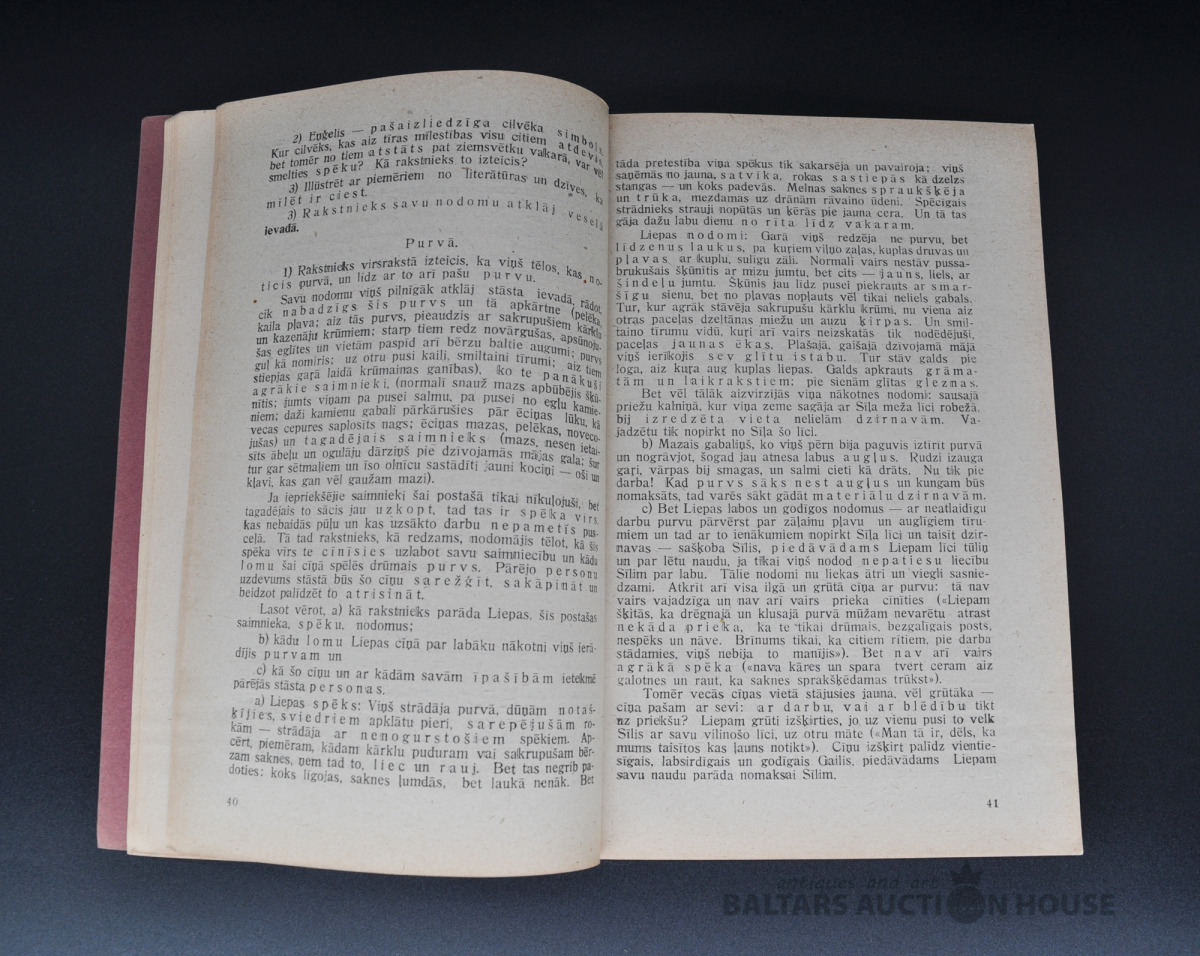 2) Eņģelis — pašaizliedzīga cilvēka simbols.
Kur cilvēks, kas aiz tīras mīlestības visu citiem atdevis,
bet tomēr no tiem atstāts pat ziemsvētku vakarā, var vēl
smelties spēku? Kā rakstnieks to izteicis?
3) Illūstrēt ar piemēriem no literātūras un dzīves, ka
milēt ir ciest.
3) Rakstnieks savu nodomu atklāj veselā
ievadā.
Purvā.
1) Rakstnieks virsrakstā izteicis, ka viņš tēlos, kas no-
ticis purvā, un līdz ar to arī pašu purvu.
Savu nodomu viņš pilnīgāk atklāj stāsta ievadā, rādot,
cik nabadzīgs šis purvs un tā apkārtne (pelēka,
kaila pļava; aiz tās purvs, pieaudzis ar sakrupušiem kārklu
un kazenāju krūmiem; starp tiem redz novārgušas, apsūnoju-
šas eglītes un vietām paspīd arī bērzu baltie augumi; purvs
guļ kā nomiris; uz otru pusi kaili, smiltaini tīrumi; aiz tiem
stiepjas gaŗā laidā krūmainas ganības), ko te panākuši
agrākie saimnieki, (normalī snauž mazs apbūbējis šķū-
nītis; jumts viņam pa pusei salmu, pa pusei no egļu kamie-
niem; daži kamienu gabali pārkārušies pār ēciņas lūku, kā
vecas cepures saplosīts nags; ēciņas mazas, pelēkas, noveco-
jušas) un tagadējais saimnieks (mazs, nesen ietai-
sīts ābeļu un ogulāju dārziņš pie dzīvojamās mājas gala; šur
tur gar sētmaļiem un īso olnīcu sastādīti jauni kociņi — oši un
kļavi, kas gan vēl gaužam mazi).
Ja iepriekšējie saimnieki šai postašā tikai nīkuļojuši, bet
tagadējais to sācis jau uzkopt, tad tas ir spēka vīrs,
kas nebaidās pūļu un kas uzsākto darbu nepametīs pus-
ceļā. Tā tad rakstnieks, kā redzams, nodomājis tēlot, kā šis
spēka vīrs te cīnīsies uzlabot savu saimniecību un kādu
lomu šai cīņā spēlēs drūmais purvs. Pārējo personu
uzdevums stāstā būs šo cīņu sarežģīt, sakāpināt un
beidzot palīdzēt to atrisināt.
Lasot vērot, a) kā rakstnieks parāda Liepas, šīs postašas
saimnieka, spēku, nodomus;
b) kādu lomu Liepas cīņā par labāku nākotni viņš ierā-
dījis purvam un
c) kā šo cīņu un ar kādām savām īpašībām ietekmē
pārējās stāsta personas.
a) Liepas spēks: Viņš strādāja purvā, dūņām notaš-
ķījies, sviedriem apklātu pieri, sarepējušām ro-
kām — strādāja ar nenogurstošiem spēkiem. Ap-
cērt, piemēram, kādam kārklu puduram vai sakrupušam bēr-
zam saknes, ņem tad to, liec un rauj. Bet tas negrib pa-
doties: koks līgojas, saknes ļumdās, bet laukā nenāk. Bet
40
tāda pretestība viņa spēkus tik sakarsēja un pavairoja; viņš
saņēmās no jauna, satvīka, rokas sastiepās kā dzelzs
stangas — un koks padevās. Melnas saknes spraukšķēja
un trūka, mezdamas uz drānām rāvaino ūdeni. Spēcīgais
strādnieks strauji nopūtās un ķērās pie jauna cera. Un tā tas
gāja dažu labu dienu no rīta līdz vakaram.
Liepas nodomi: Garā viņš redzēja ne purvu, bet
līdzenus laukus, pa kuŗiem viļņo zaļas, kuplas druvas un
pļavas ar kuplu, sulīgu zāli. Normalī vairs nestāv pussa-
brukušais šķūnītis ar mizu jumtu, bet cits — jauns, liels, ar
šindeļu jumtu. Šķūnis jau līdz pusei piekrauts ar smar-
šīgu sienu, bet no pļavas nopļauts vēl tikai neliels gabals.
Tur, kur agrāk stāvēja sakrupušu kārklu krūmi, nu viena aiz
otras paceļas dzeltānas miežu un auzu ķirpas. Un smil-
taino tīrumu vidū, kuŗi arī vairs neizskatās tik nodēdējuši,
paceļas jaunas ēkas. Plašajā, gaišajā dzīvojamā mājā
viņš ierīkojis sev glītu istabu. Tur stāv galds pie
loga, aiz kuŗa aug kuplas liepas. Galds apkrauts grāma-
tām un laikrakstiem; pie sienām glītas gleznas.
Bet vēl tālāk aizvirzījis viņa nākotnes nodomi: sausajā
priežu kalniņā, kur viņa zeme sagāja ar Sīļa meža līci robežā,
bij izredzēta vieta nelielām dzirnavām. Va-
jadzētu tik nopirkt no Sīļa šo līci.
b) Mazais gabaliņš, ko viņš pērn bija paguvis iztīrīt purvā
un nogrāvjot, šogad jau atnesa labus augļus. Rudzi izauga
gaŗi, vārpas bij smagas, un salmi cieti kā drāts. Nu tik pie
darba! Kad purvs sāks nest augļus un kungam būs
nomaksāts, tad varēs sākt gādāt materiālu dzirnavām.
c) Bet Liepas labos un godīgos nodomus — ar neatlaidīgu
darbu purvu pārvērst par zāļainu pļavu un auglīgiem tīru-
miem un tad ar to ienākumiem nopirkt Sīļa līci un taisīt dzir-
navas — sašķoba Sīlis, piedāvādams Liepam līci tūliņ
un par lētu naudu, ja tikai viņš nodod nepatiesu liecību
Sīlim par labu. Tālie nodomi nu liekas ātri un viegli sasnie-
dzami. Atkrīt arī visa ilgā un grūtā cīņa ar purvu: tā nav
vairs vajadzīga un nav arī vairs prieka cīnīties («Liepam
šķitās, ka drēgnajā un klusajā purvā mūžam nevarētu atrast
nekāda prieka, ka te tikai drūmais, bezgalīgais posts,
nespēks un nāve. Brīnums tikai, ka citiem rītiem, pie darba
stādamies, viņš nebija to manījis»). Bet nav arī vairs
agrākā spēka («nava kāres un spara tvert ceram aiz
galotnes un raut, ka saknes sprakšķēdamas trūkst»).
Tomēr vecās cīņas vietā stājusies jauna, vēl grūtāka —
cīņa pašam ar sevi: ar darbu, vai ar blēdību tikt
uz priekšu? Liepam grūti izšķirties, jo uz vienu pusi to velk
Sīlis ar savu vilinošo līci, uz otru māte («Man tā ir, dēls, ka
mums taisītos kas ļauns notikt»). Cīņu izšķirt palīdz vientie-
sīgais, labsirdīgais un godīgais Gailis, piedāvādams Liepam
savu naudu parāda nomaksai Sīlim.
41
antiques and art
BALTARS AUCTION HOUSE